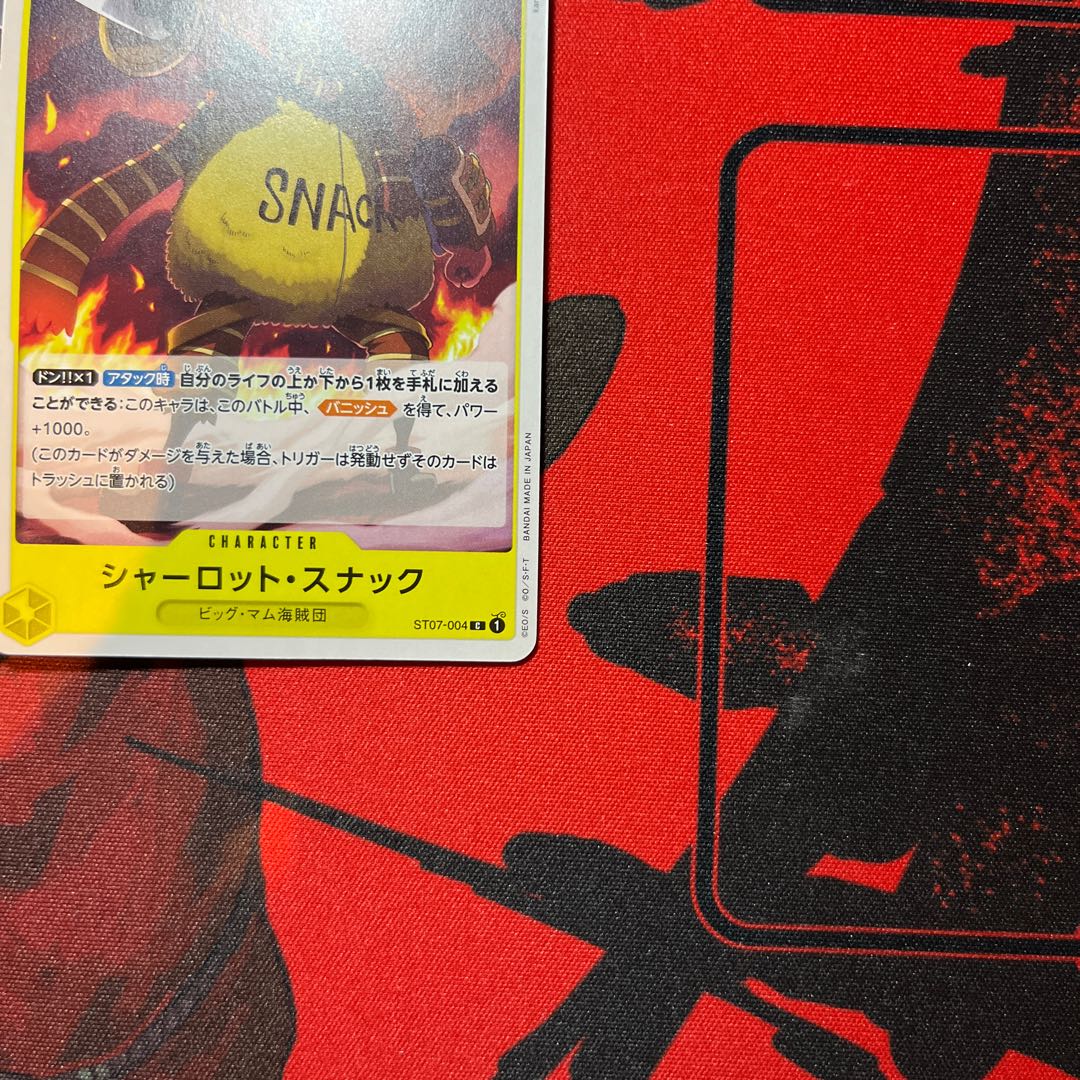 SNACK
ドン!!×1 アタック時 自分のライフの上か下から1枚を手札に加える
ことができる:このキャラは、このバトル中、 バニッシュ を得て、パワー
+1000。
(このカードがダメージを与えた場合、トリガーは発動せずそのカードは
トラッシュに置かれる)
CHARACTER
シャーロット・スナック
ビッグ・マム海賊団
ST07-004 C 1
©EO/S ©O/S・F・T BANDAI MADE IN JAPAN